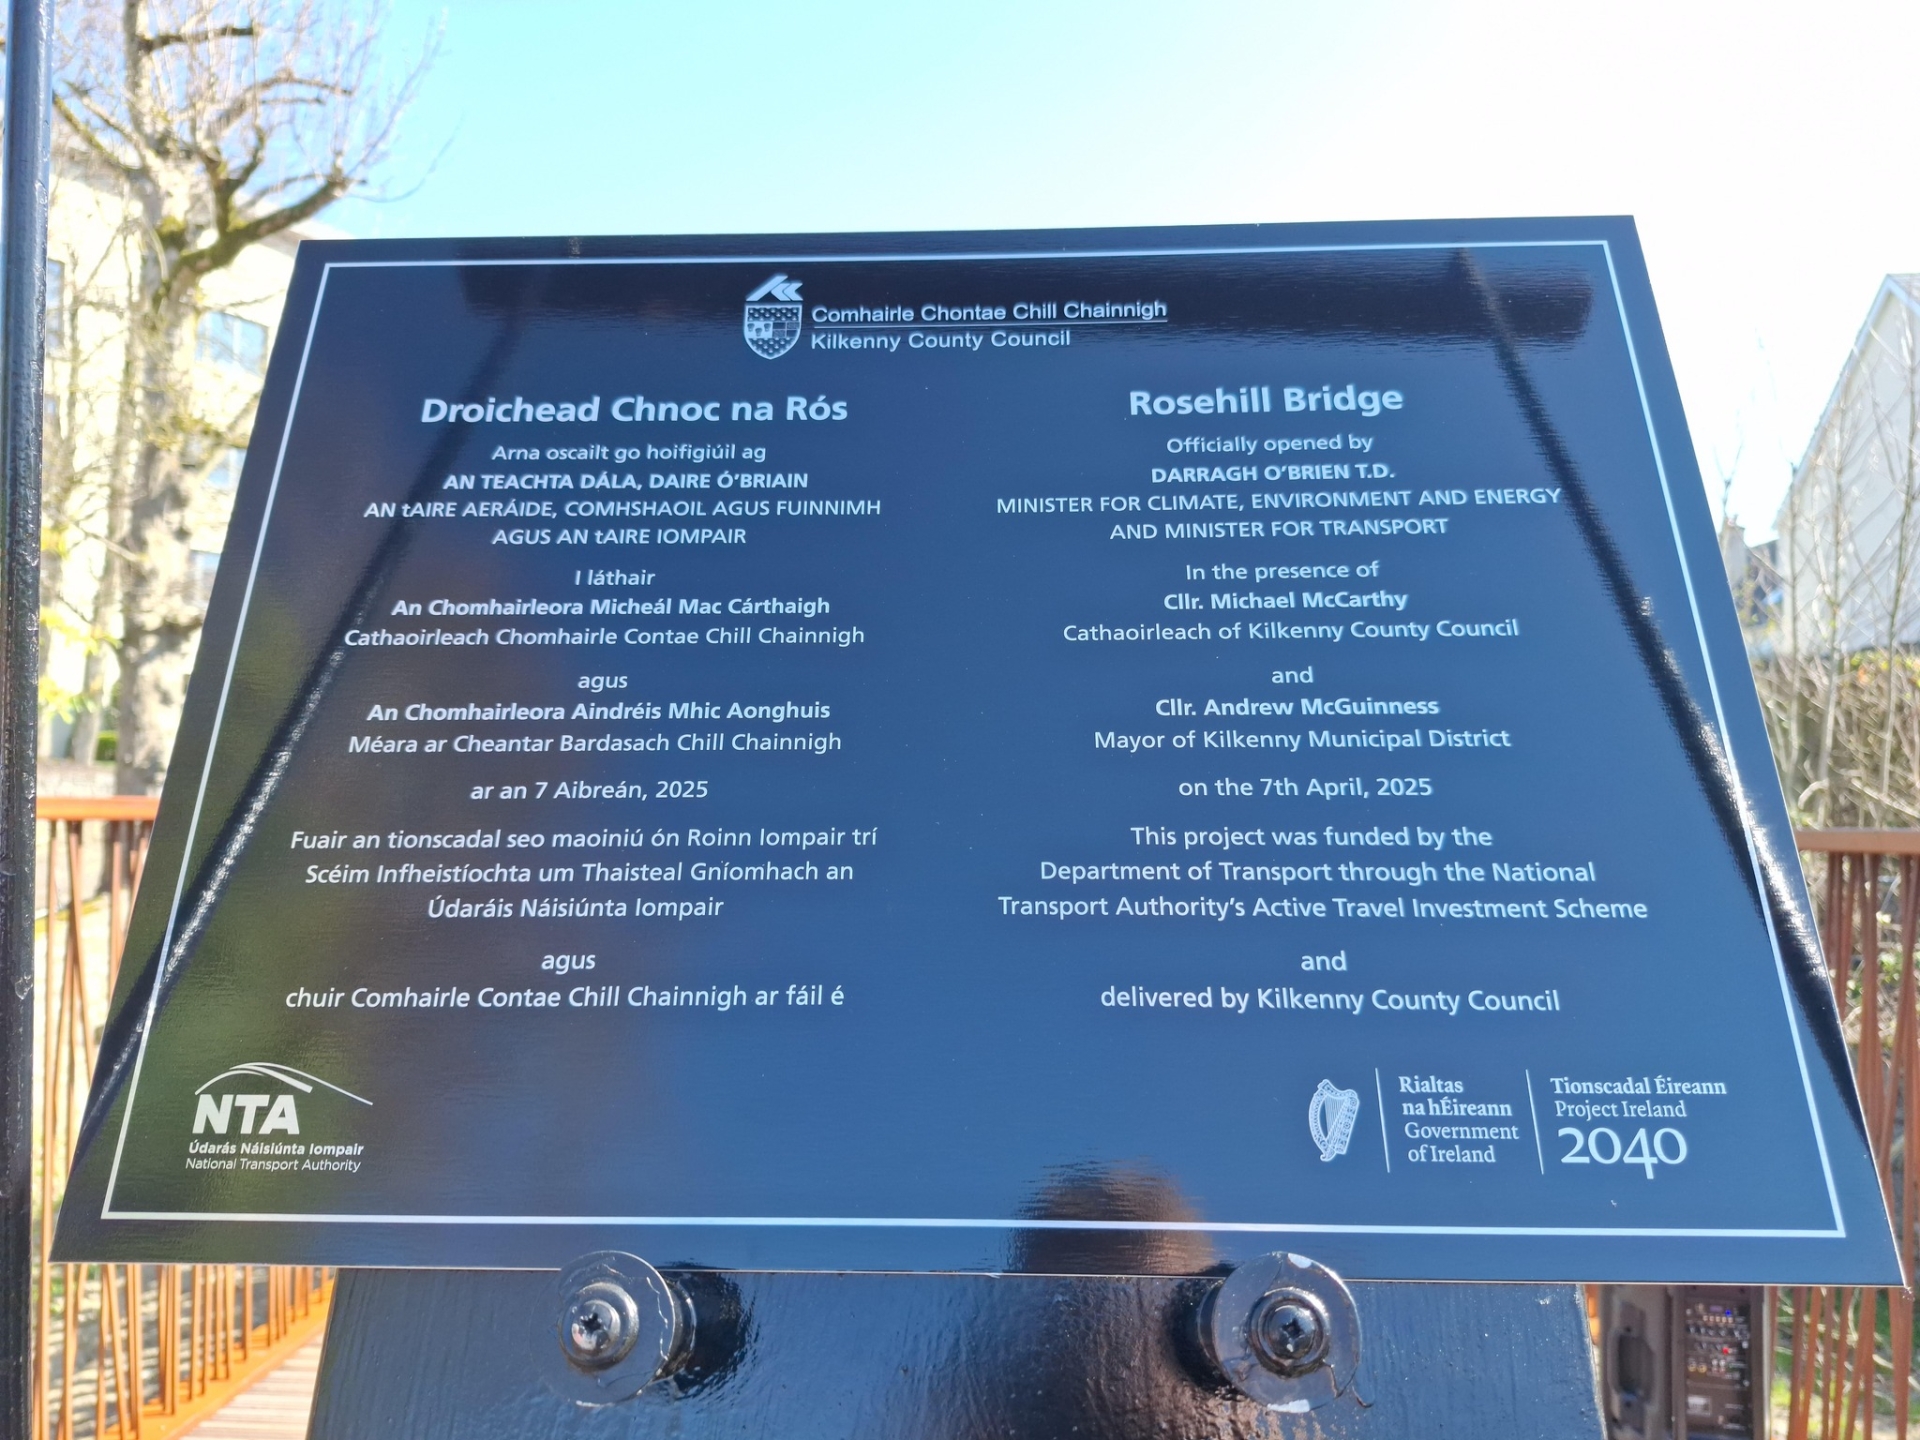 Comhairle Chontae Chill Chainnigh
Kilkenny County Council
Droichead Chnoc na Rós
Arna oscailt go hoifigiúil ag
AN TEACHTA DÁLA, DAIRE Ó'BRIAIN
AN tAIRE AERÁIDE, COMHSHAOIL AGUS FUINNIMH
AGUS AN tAIRE IOMPAIR
I láthair
An Chomhairleora Micheál Mac Cárthaigh
Cathaoirleach Chomhairle Contae Chill Chainnigh
agus
An Chomhairleora Aindréis Mhic Aonghuis
Méara ar Cheantar Bardasach Chill Chainnigh
ar an 7 Aibreán, 2025
Fuair an tionscadal seo maoiniú ón Roinn Iompair trí
Scéim Infheistíochta um Thaisteal Gníomhach an
Údaráis Náisiúnta Iompair
agus
chuir Comhairle Contae Chill Chainnigh ar fáil é
Rosehill Bridge
Officially opened by
DARRAGH O'BRIEN T.D.
MINISTER FOR CLIMATE, ENVIRONMENT AND ENERGY
AND MINISTER FOR TRANSPORT
In the presence of
Cllr. Michael McCarthy
Cathaoirleach of Kilkenny County Council
and
Cllr. Andrew McGuinness
Mayor of Kilkenny Municipal District
on the 7th April, 2025
This project was funded by the
Department of Transport through the National
Transport Authority's Active Travel Investment Scheme
and
delivered by Kilkenny County Council
NTA
Údarás Náisiúnta Iompair
National Transport Authority
Rialtas
na hÉireann
Government
of Ireland
Tionscadal Éireann
Project Ireland
2040